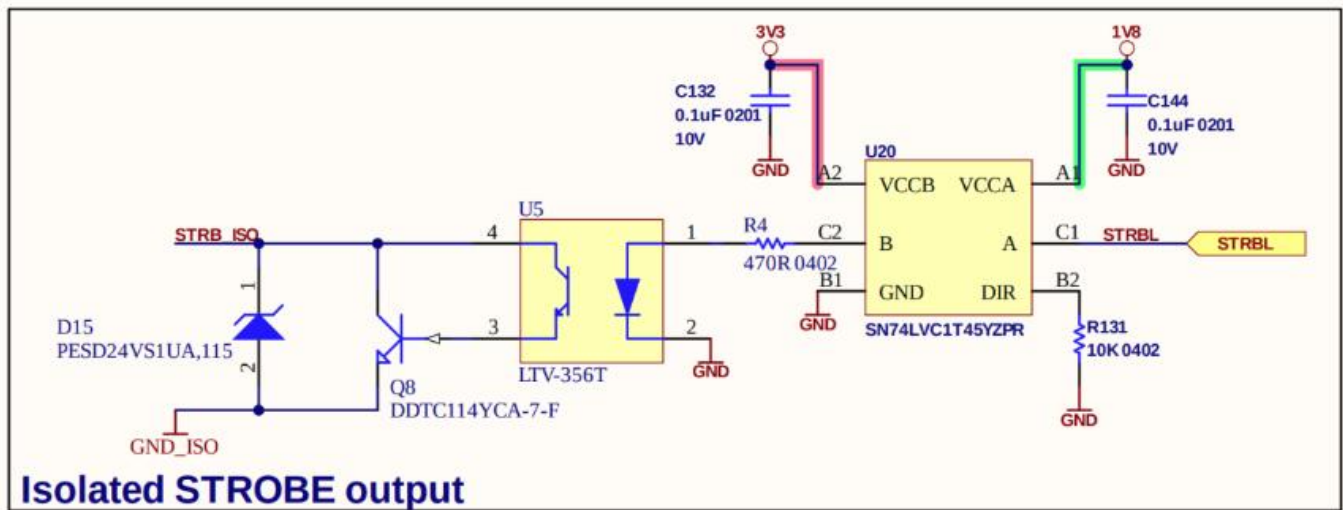 3V3
1V8
C132
0.1uF 0201
10V
C144
0.1uF 0201
10V
GND
GND
U20
A2
VCCB
VCCA
A1
U5
STRB_ISO
4
1
R4
470R 0402
C2
B
A
C1
STRBL
STRBL
B1
GND
DIR
B2
GND
SN74LVC1T45YZPR
1
D15
PESD24VS1UA,115
2
3
2
R131
10K 0402
LTV-356T
GND
Q8
DDTC114YCA-7-F
GND
GND_ISO
Isolated STROBE output